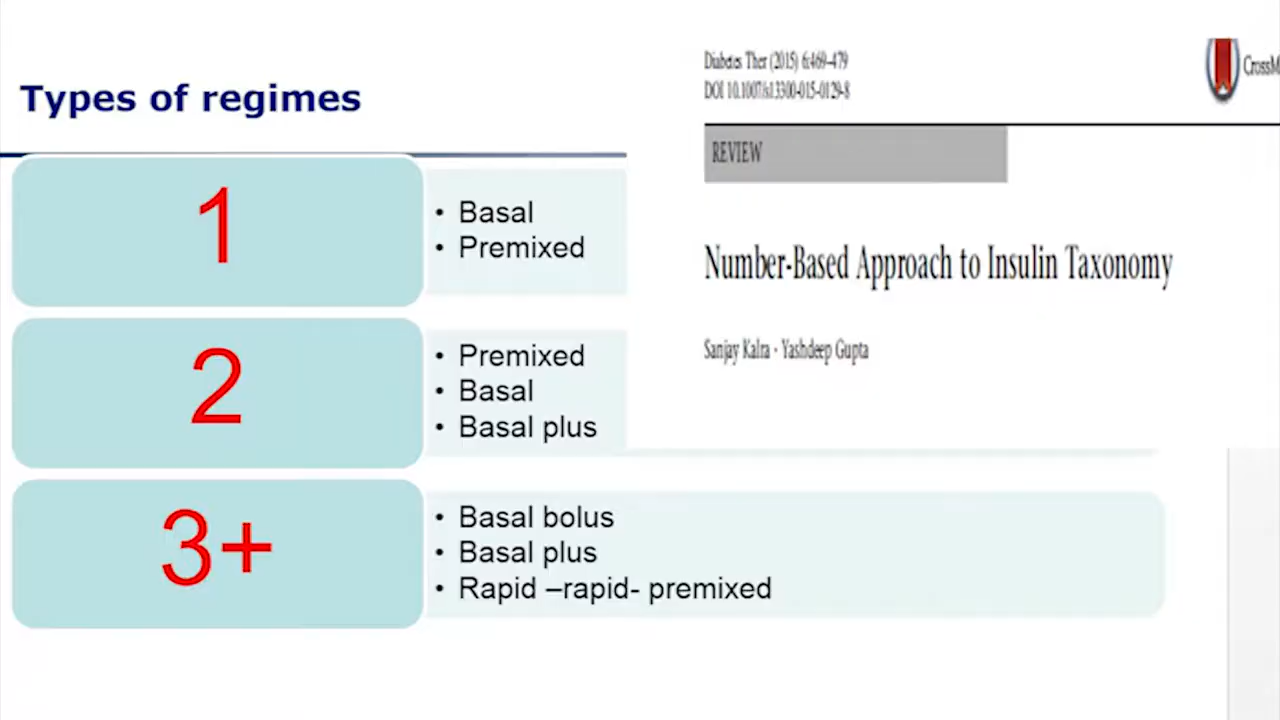 Types of regimes
1
• Basal
• Premixed
2
• Premixed
• Basal
• Basal plus
3+
• Basal bolus
• Basal plus
• Rapid –rapid- premixed
Diabetes Ther (2015) 6:469–479
DOI 10.1007/s13300-015-0129-8
CrossM
REVIEW
Number-Based Approach to Insulin Taxonomy
Sanjay Kalra · Yashdeep Gupta